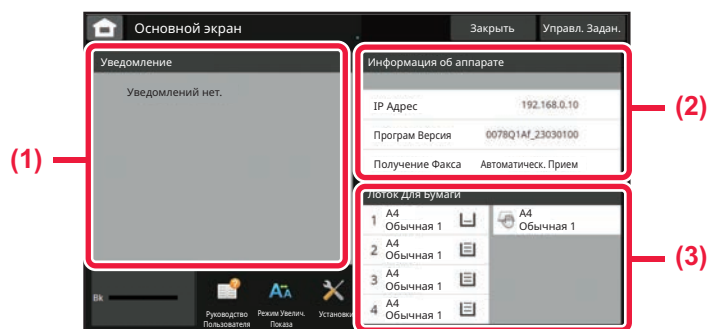 Основной экран
Закрыть
Управл. Задан.
Уведомление
Уведомлений нет.
(1)
Информация об аппарате
IP Адрес
192.168.0.10
Програм Версия
0078Q1Af_23030100
Получение Факса
Автоматическ. Прием
(2)
Лоток Для Бумаги
1
A4
Обычная 1
2
A4
Обычная 1
3
A4
Обычная 1
4
A4
Обычная 1
A4
Обычная 1
(3)
Bk
Руководство
Пользователя
Режим Увелич.
Показа
Установки